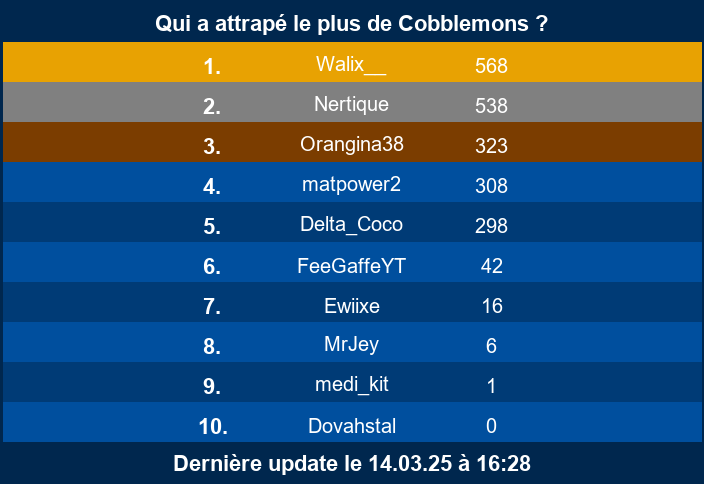 Qui a attrapé le plus de Cobblemons ?
1. Walix__ 568
2. Nertique 538
3. Orangina38 323
4. matpower2 308
5. Delta_Coco 298
6. FeeGaffeYT 42
7. Ewiixe 16
8. MrJey 6
9. medi_kit 1
10. Dovahstal 0
Dernière update le 14.03.25 à 16:28